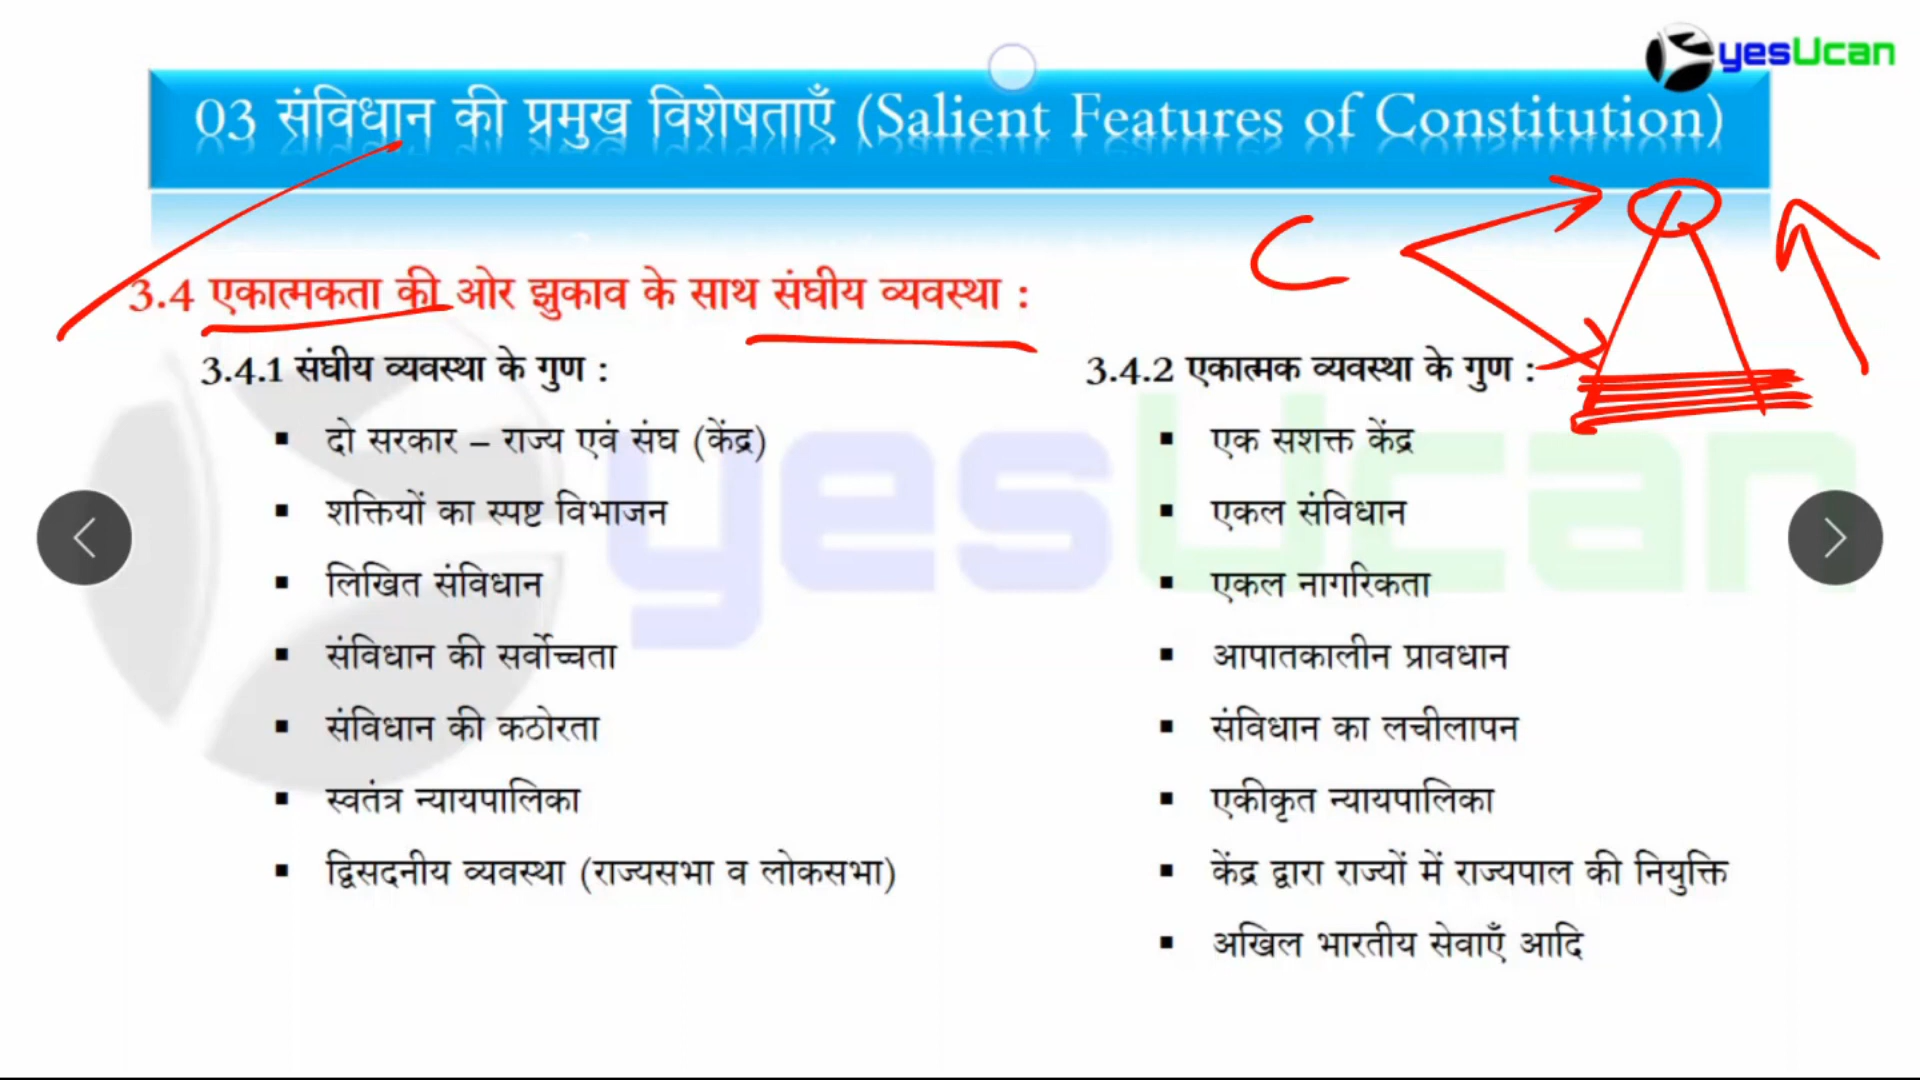 yesUcan
03 संविधान की प्रमुख विशेषताएँ (Salient Features of Constitution)
3.4 एकात्मकता की ओर झुकाव के साथ संघीय व्यवस्था :
C
3.4.1 संघीय व्यवस्था के गुण :
▪ दो सरकार – राज्य एवं संघ (केंद्र)
▪ शक्तियों का स्पष्ट विभाजन
▪ लिखित संविधान
▪ संविधान की सर्वोच्चता
▪ संविधान की कठोरता
▪ स्वतंत्र न्यायपालिका
▪ द्विसदनीय व्यवस्था (राज्यसभा व लोकसभा)
3.4.2 एकात्मक व्यवस्था के गुण :
▪ एक सशक्त केंद्र
▪ एकल संविधान
▪ एकल नागरिकता
▪ आपातकालीन प्रावधान
▪ संविधान का लचीलापन
▪ एकीकृत न्यायपालिका
▪ केंद्र द्वारा राज्यों में राज्यपाल की नियुक्ति
▪ अखिल भारतीय सेवाएँ आदि
yesUcan